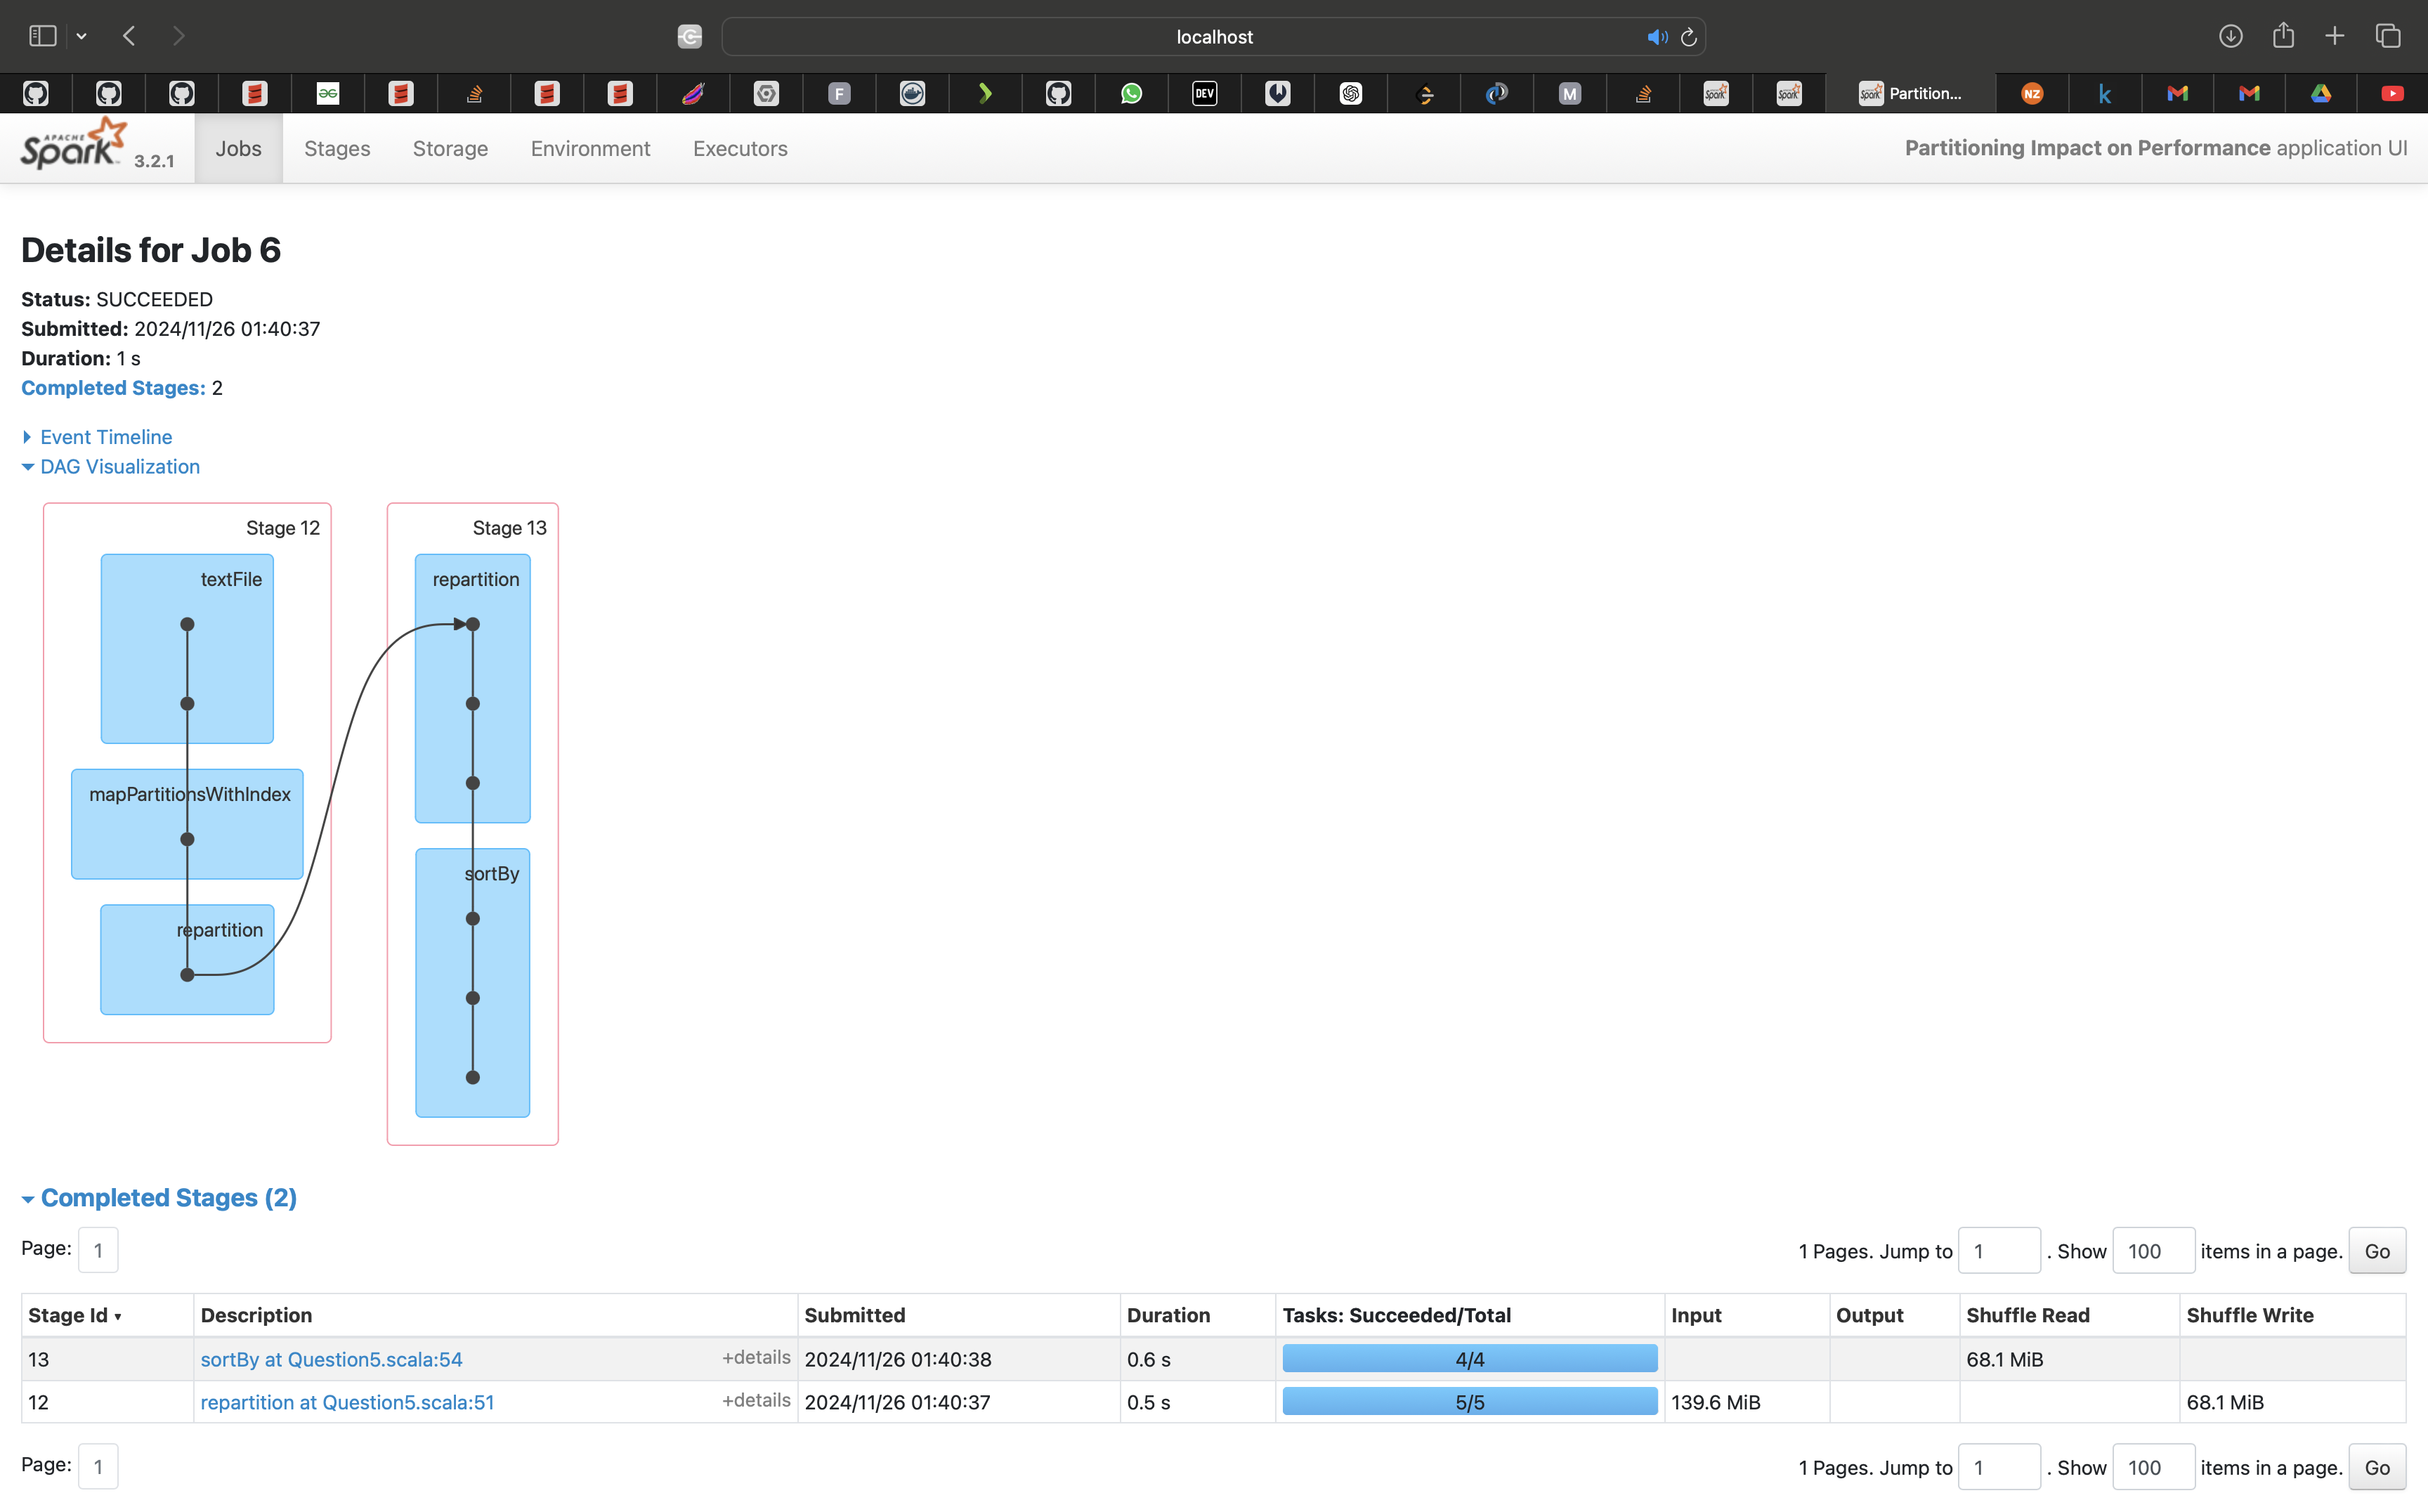 localhost
F
DEV
M
Spark
Spark
Spark Partition...
NZ
k
APACHE
Spark 3.2.1
Jobs Stages Storage Environment Executors Partitioning Impact on Performance application UI
Details for Job 6
Status: SUCCEEDED
Submitted: 2024/11/26 01:40:37
Duration: 1 s
Completed Stages: 2
Event Timeline
DAG Visualization
Stage 12
textFile
mapPartitionsWithIndex
repartition
Stage 13
repartition
sortBy
Completed Stages (2)
Page: 1 1 Pages. Jump to 1 . Show 100 items in a page. Go
Stage Id Description Submitted Duration Tasks: Succeeded/Total Input Output Shuffle Read Shuffle Write
13 sortBy at Question5.scala:54 +details 2024/11/26 01:40:38 0.6 s 4/4 68.1 MiB
12 repartition at Question5.scala:51 +details 2024/11/26 01:40:37 0.5 s 5/5 139.6 MiB 68.1 MiB
Page: 1 1 Pages. Jump to 1 . Show 100 items in a page. Go